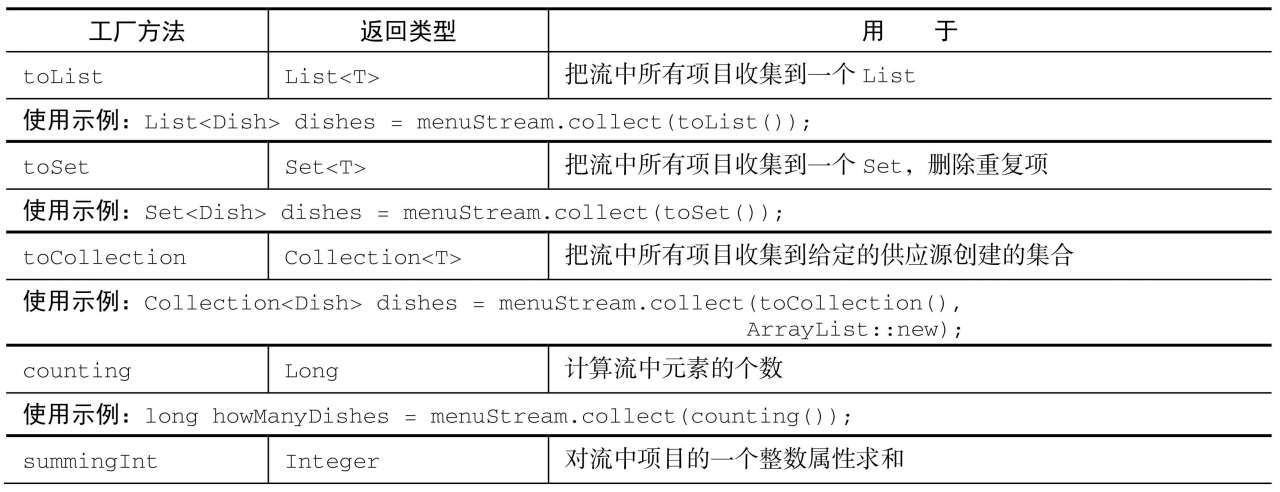 工厂方法 返回类型 用 于
toList List<T> 把流中所有项目收集到一个 List
使用示例：List<Dish> dishes = menuStream.collect(toList());
toSet Set<T> 把流中所有项目收集到一个 Set，删除重复项
使用示例：Set<Dish> dishes = menuStream.collect(toSet());
toCollection Collection<T> 把流中所有项目收集到给定的供应源创建的集合
使用示例：Collection<Dish> dishes = menuStream.collect(toCollection(),
ArrayList::new);
counting Long 计算流中元素的个数
使用示例：long howManyDishes = menuStream.collect(counting());
summingInt Integer 对流中项目的一个整数属性求和